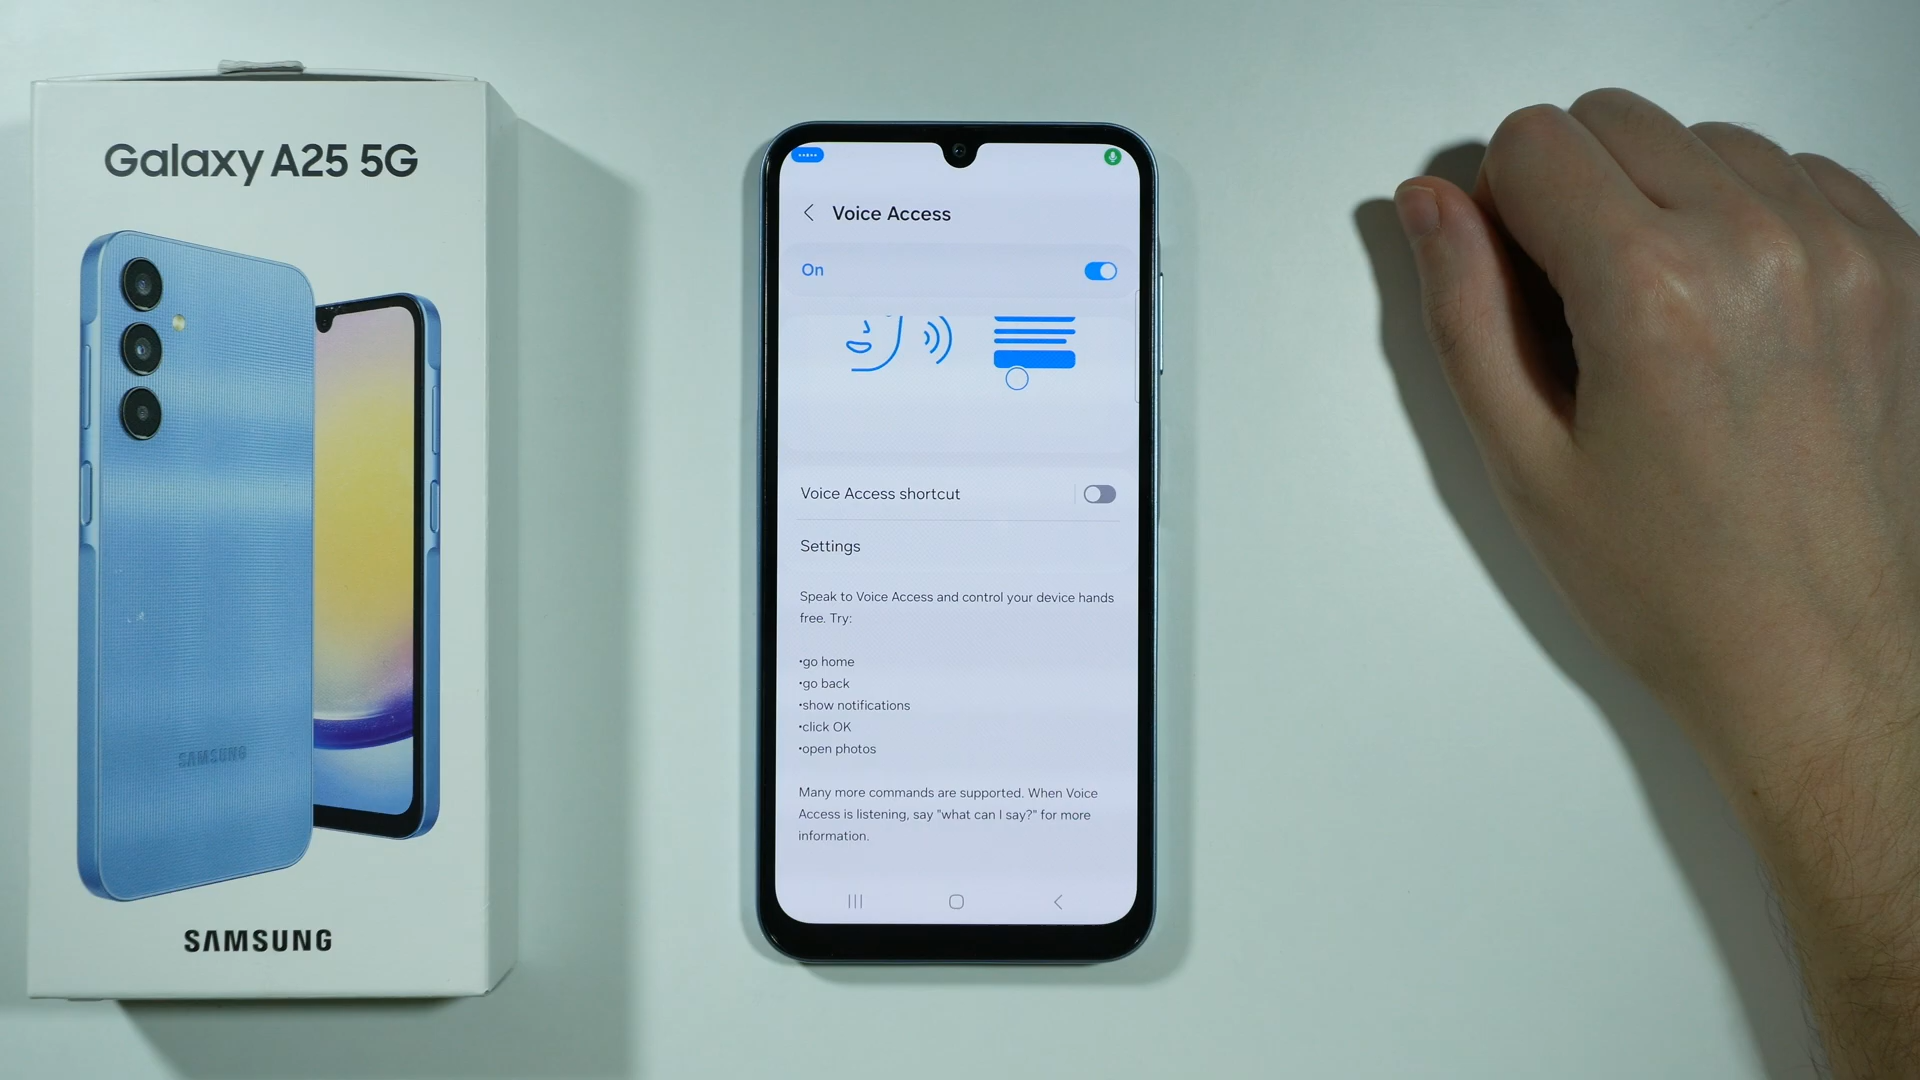 Galaxy A25 5G
SAMSUNG
SAMSUNG
Voice Access
On
Voice Access shortcut
Settings
Speak to Voice Access and control your device hands
free. Try:
•go home
•go back
•show notifications
•click OK
•open photos
Many more commands are supported. When Voice
Access is listening, say "what can I say?" for more
information.